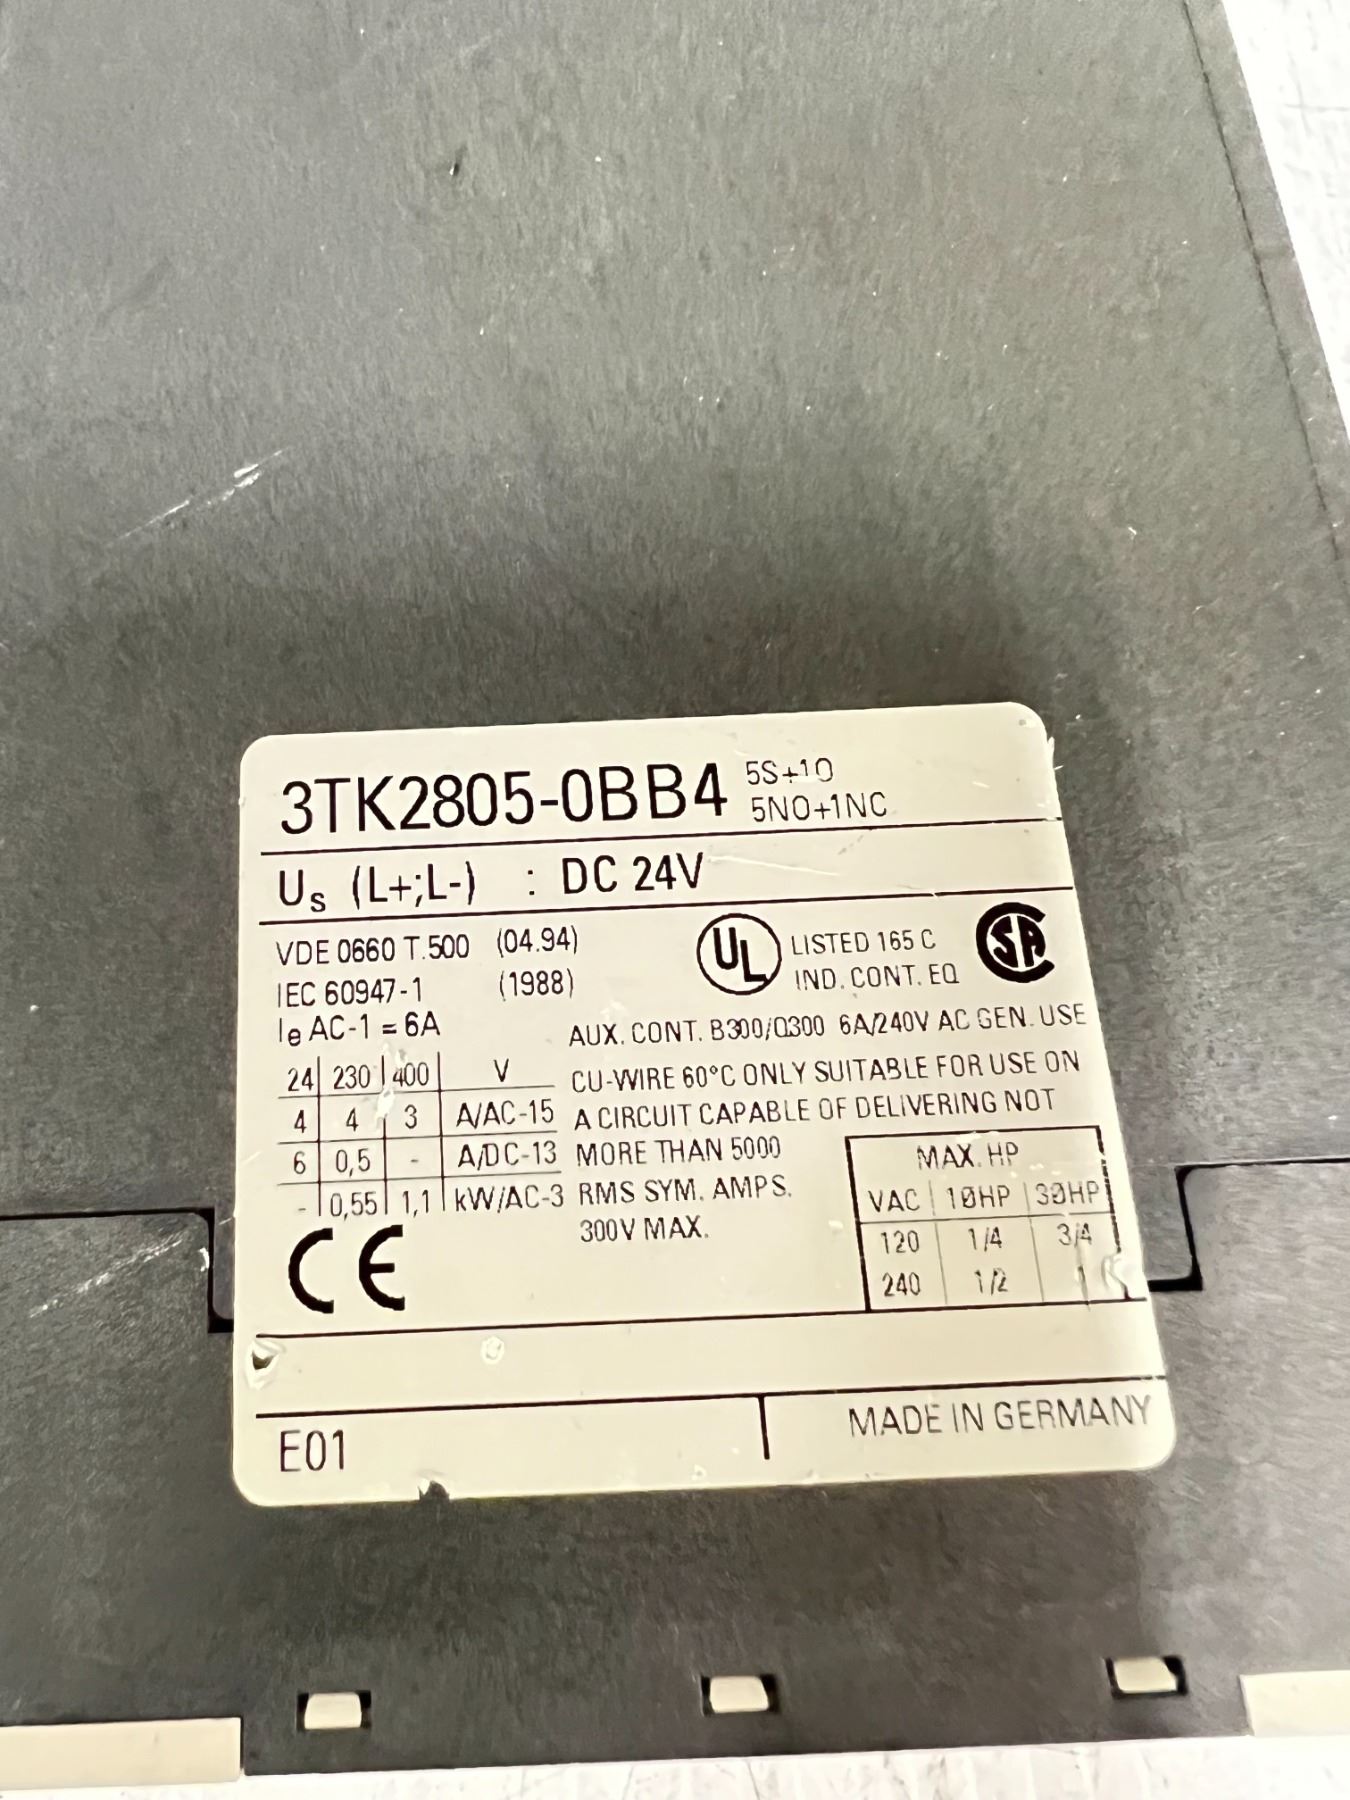 3TK2805-0BB4 5S+1Ö
5NO+1NC
Us (L+;L-) : DC 24V
VDE 0660 T.500 (04.94)
IEC 60947-1 (1988)
Ie AC-1 = 6A
UL LISTED 165 C
IND. CONT. EQ
SA
AUX. CONT. B300/Q300 6A/240V AC GEN. USE
24 230 400 V
4 4 3 A/AC-15
6 0,5 - A/DC-13
- 0,55 1,1 kW/AC-3
CU-WIRE 60°C ONLY SUITABLE FOR USE ON
A CIRCUIT CAPABLE OF DELIVERING NOT
MORE THAN 5000
RMS SYM. AMPS.
300V MAX.
MAX. HP
VAC 1ØHP 3ØHP
120 1/4 3/4
240 1/2 1
CE
E01 MADE IN GERMANY